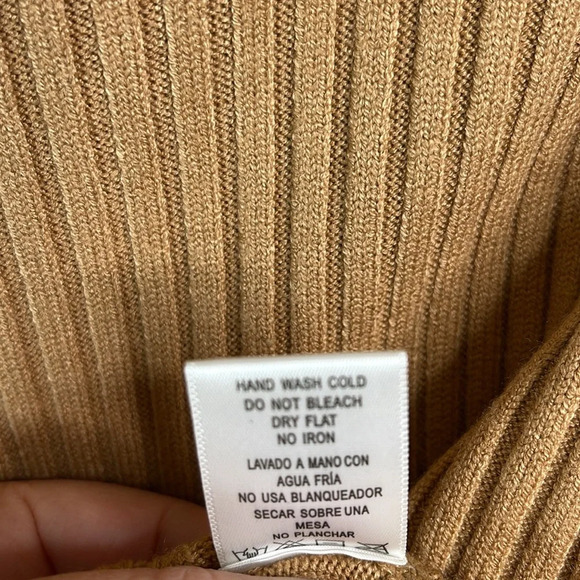 HAND WASH COLD
DO NOT BLEACH
DRY FLAT
NO IRON
LAVADO A MANO CON
AGUA FRÍA
NO USA BLANQUEADOR
SECAR SOBRE UNA
MESA
NO PLANCHAR